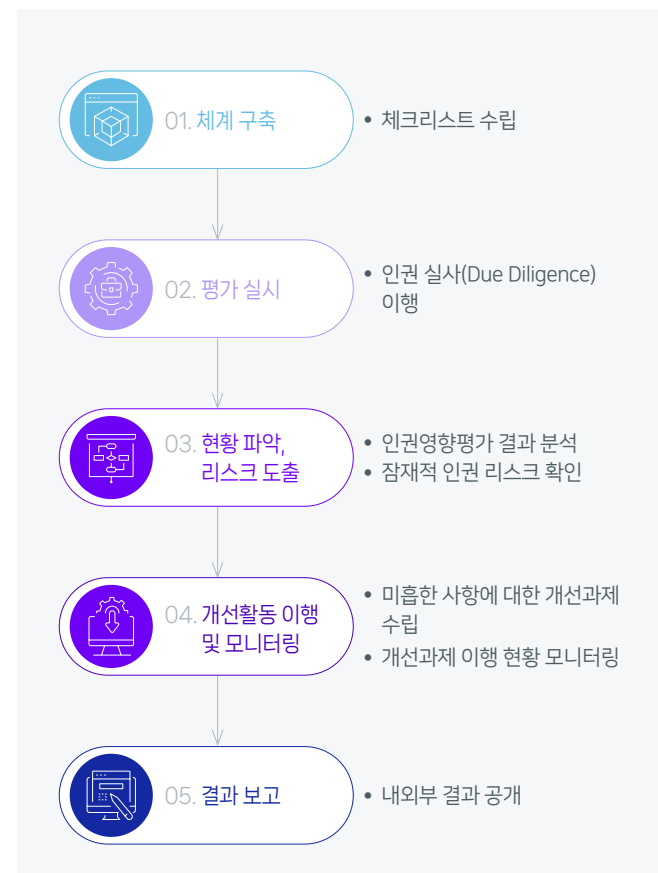 01. 체계 구축
• 체크리스트 수립
02. 평가 실시
• 인권 실사(Due Diligence)
이행
03. 현황 파악,
리스크 도출
• 인권영향평가 결과 분석
• 잠재적 인권 리스크 확인
04. 개선활동 이행
및 모니터링
• 미흡한 사항에 대한 개선과제
수립
• 개선과제 이행 현황 모니터링
05. 결과 보고
• 내외부 결과 공개